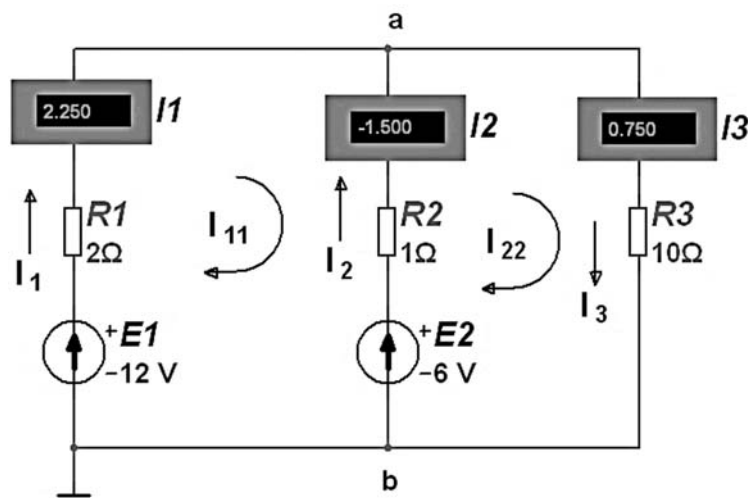 a
2.250 I1
-1.500 I2
0.750 I3
I₁
R1
2Ω
I₁₁
I₂
R2
1Ω
I₂₂
I₃
R3
10Ω
+E1
−12 V
+E2
−6 V
b